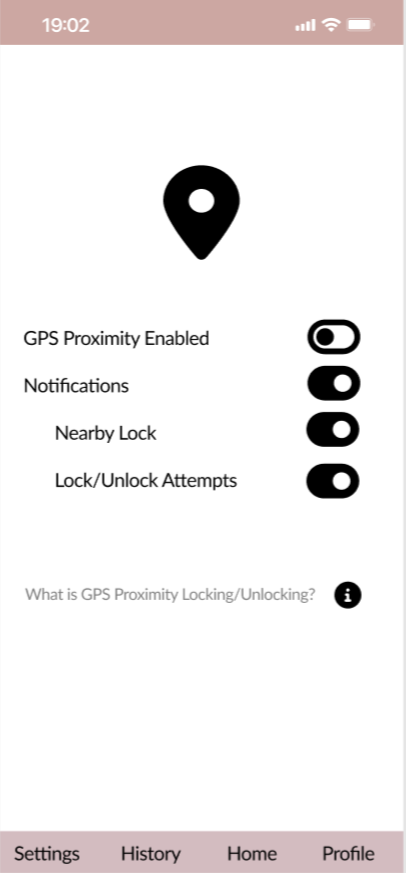 19:02
GPS Proximity Enabled
Notifications
Nearby Lock
Lock/Unlock Attempts
What is GPS Proximity Locking/Unlocking?
Settings History Home Profile